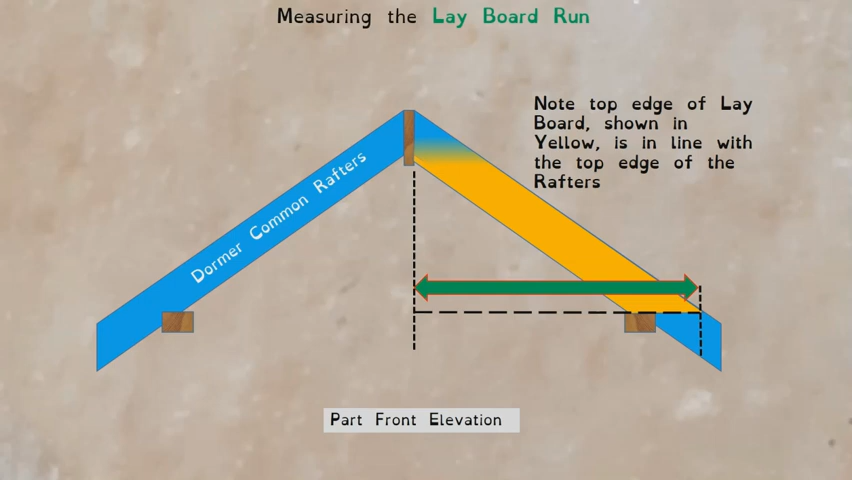 Measuring the Lay Board Run
Note top edge of Lay
Board, shown in
Yellow, is in line with
the top edge of the
Rafters
Dormer Common Rafters
Part Front Elevation